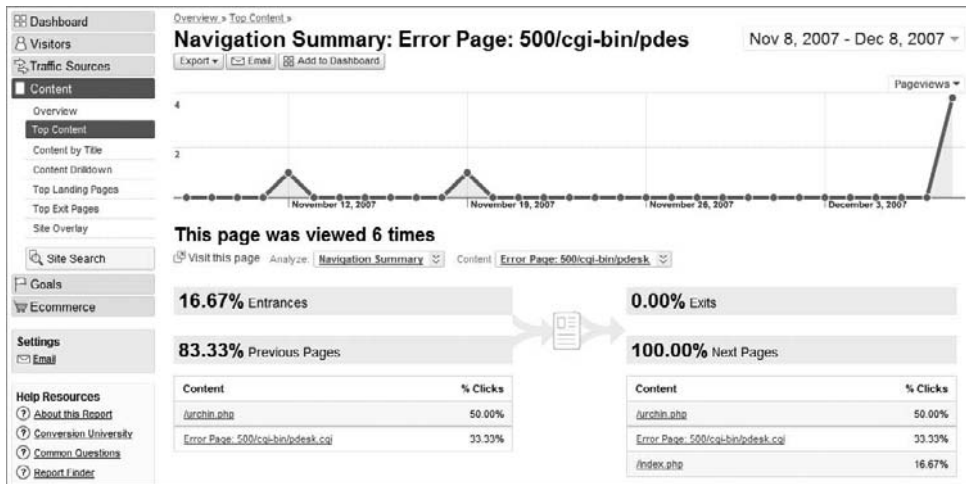 Dashboard
Visitors
Traffic Sources
Content
Overview
Top Content
Content by Title
Content Drilldown
Top Landing Pages
Top Exit Pages
Site Overlay
Site Search
Goals
Ecommerce
Settings
Email
Help Resources
About this Report
Conversion University
Common Questions
Report Finder
Overview » Top Content »
Navigation Summary: Error Page: 500/cgi-bin/pdes
Nov 8, 2007 - Dec 8, 2007
Export Email Add to Dashboard
Pageviews
4
2
November 12, 2007 November 19, 2007 November 26, 2007 December 3, 2007
This page was viewed 6 times
Visit this page Analyze: Navigation Summary Content: Error Page: 500/cgi-bin/pdesk
16.67% Entrances
83.33% Previous Pages
Content % Clicks
/urchin.php 50.00%
Error Page: 500/cgi-bin/pdesk.cgi 33.33%
0.00% Exits
100.00% Next Pages
Content % Clicks
/urchin.php 50.00%
Error Page: 500/cgi-bin/pdesk.cgi 33.33%
/index.php 16.67%